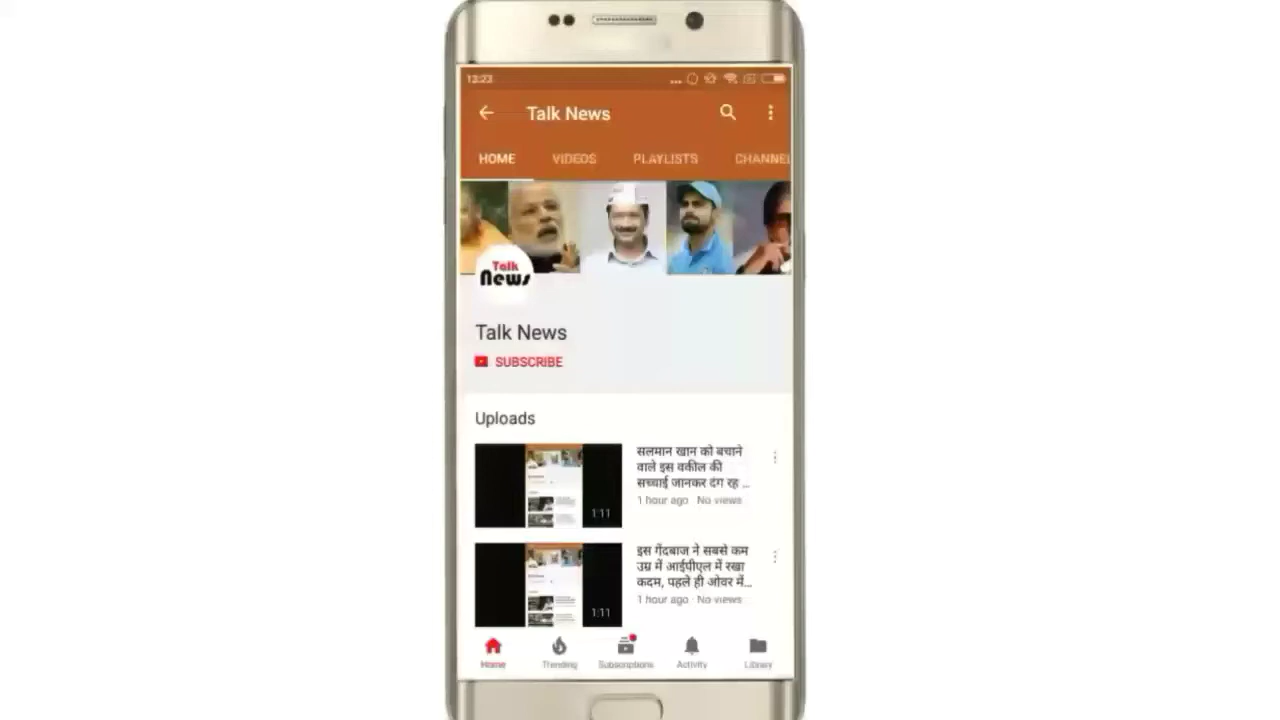 12:23
Talk News
HOME VIDEOS PLAYLISTS CHANNEL
Talk
News
Talk News
SUBSCRIBE
Uploads
सलमान खान को बचाने
वाले इस वकील की
सच्चाई जानकर दंग रह ...
1 hour ago · No views
1:11
इस गेंदबाज ने सबसे कम
उम्र में आईपीएल में रखा
कदम, पहले ही ओवर में...
1 hour ago · No views
1:11
Home Trending Subscriptions Activity Library